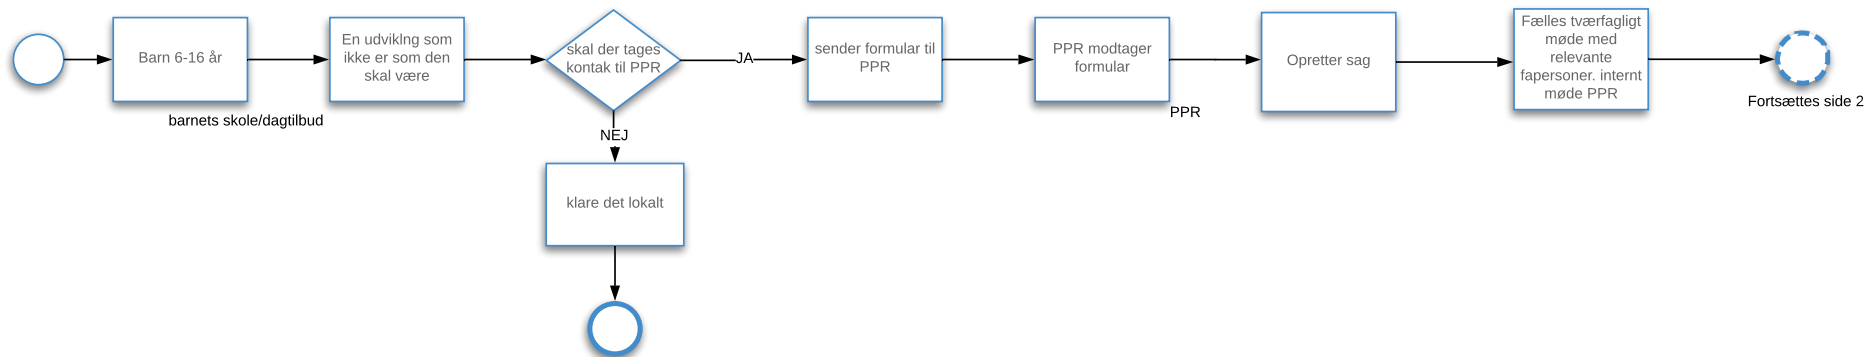 Barn 6-16 år
barnets skole/dagtilbud
En udviklng som
ikke er som den
skal være
skal der tages
kontak til PPR
JA
NEJ
klare det lokalt
sender formular til
PPR
PPR modtager
formular
PPR
Opretter sag
Fælles tværfagligt
møde med
relevante
fapersoner. internt
møde PPR
Fortsættes side 2